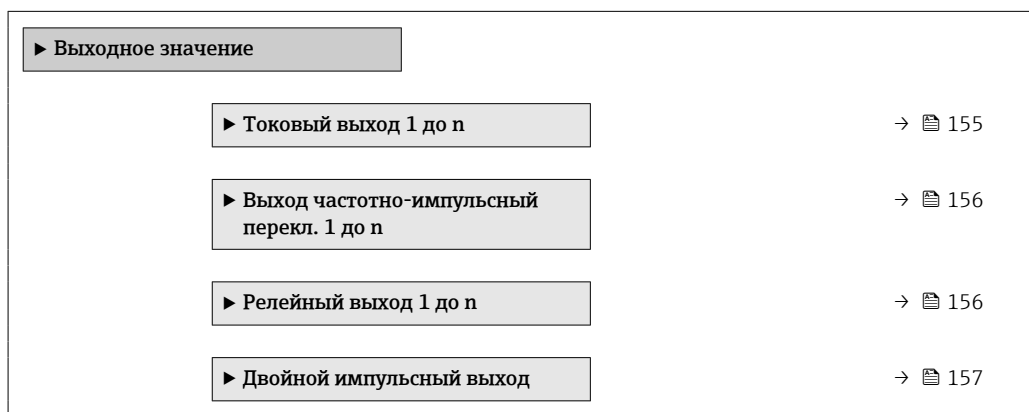 ▶ Выходное значение
▶ Токовый выход 1 до n → 155
▶ Выход частотно-импульсный → 156
перекл. 1 до n
▶ Релейный выход 1 до n → 156
▶ Двойной импульсный выход → 157